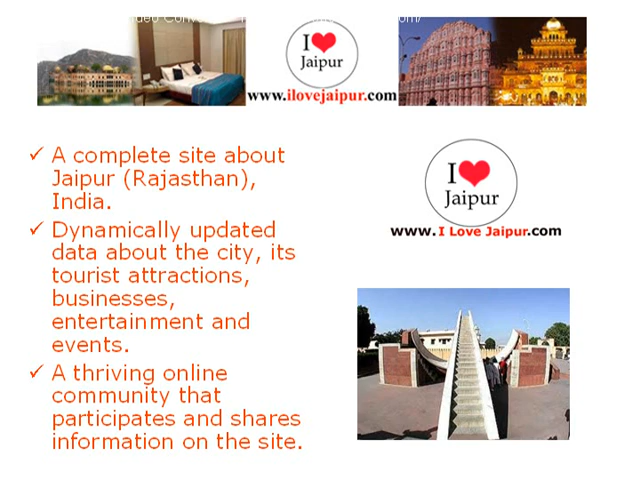 I ❤ Jaipur
www.ilovejaipur.com
✓ A complete site about
Jaipur (Rajasthan),
India.
✓ Dynamically updated
data about the city, its
tourist attractions,
businesses,
entertainment and
events.
✓ A thriving online
community that
participates and shares
information on the site.
I ❤
Jaipur
www.I Love Jaipur.com